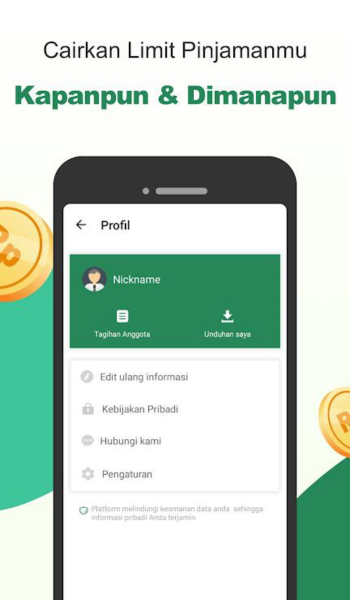 Cairkan Limit Pinjamanmu
Kapanpun & Dimanapun
Rp
Profil
Nickname
Tagihan Anggota
Unduhan saya
Edit ulang informasi
Kebijakan Pribadi
Hubungi kami
Pengaturan
Platform melindungi keamanan data anda sehingga
informasi pribadi Anda terjamin